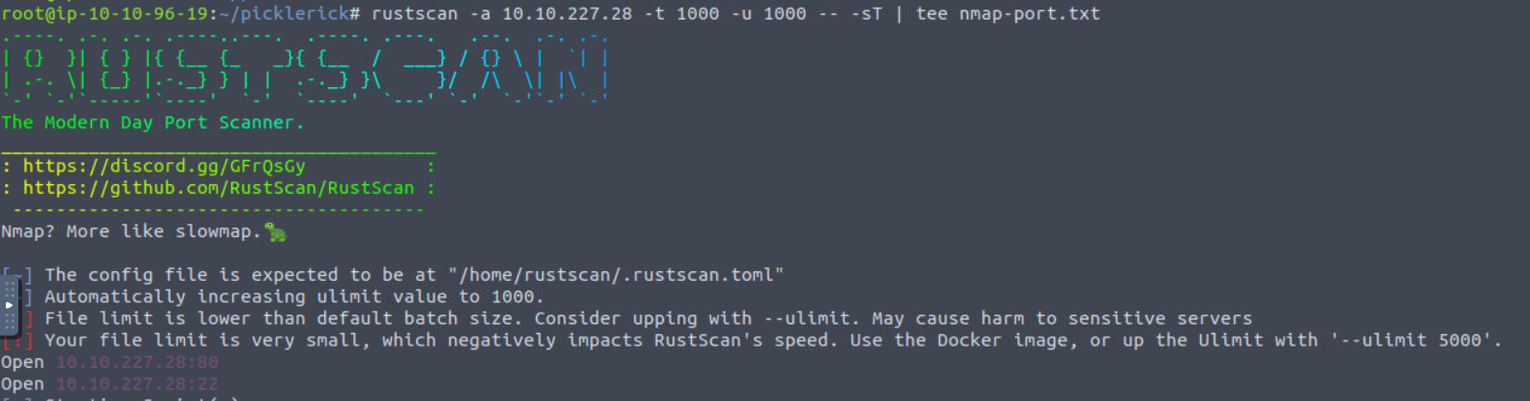 root@ip-10-10-96-19:~/picklerick# rustscan -a 10.10.227.28 -t 1000 -u 1000 -- -sT | tee nmap-port.txt
The Modern Day Port Scanner.
: https://discord.gg/GFrQsGy :
: https://github.com/RustScan/RustScan :
Nmap? More like slowmap.🐢
[~] The config file is expected to be at "/home/rustscan/.rustscan.toml"
] Automatically increasing ulimit value to 1000.
] File limit is lower than default batch size. Consider upping with --ulimit. May cause harm to sensitive servers
[!] Your file limit is very small, which negatively impacts RustScan's speed. Use the Docker image, or up the Ulimit with '--ulimit 5000'.
Open 10.10.227.28:80
Open 10.10.227.28:22